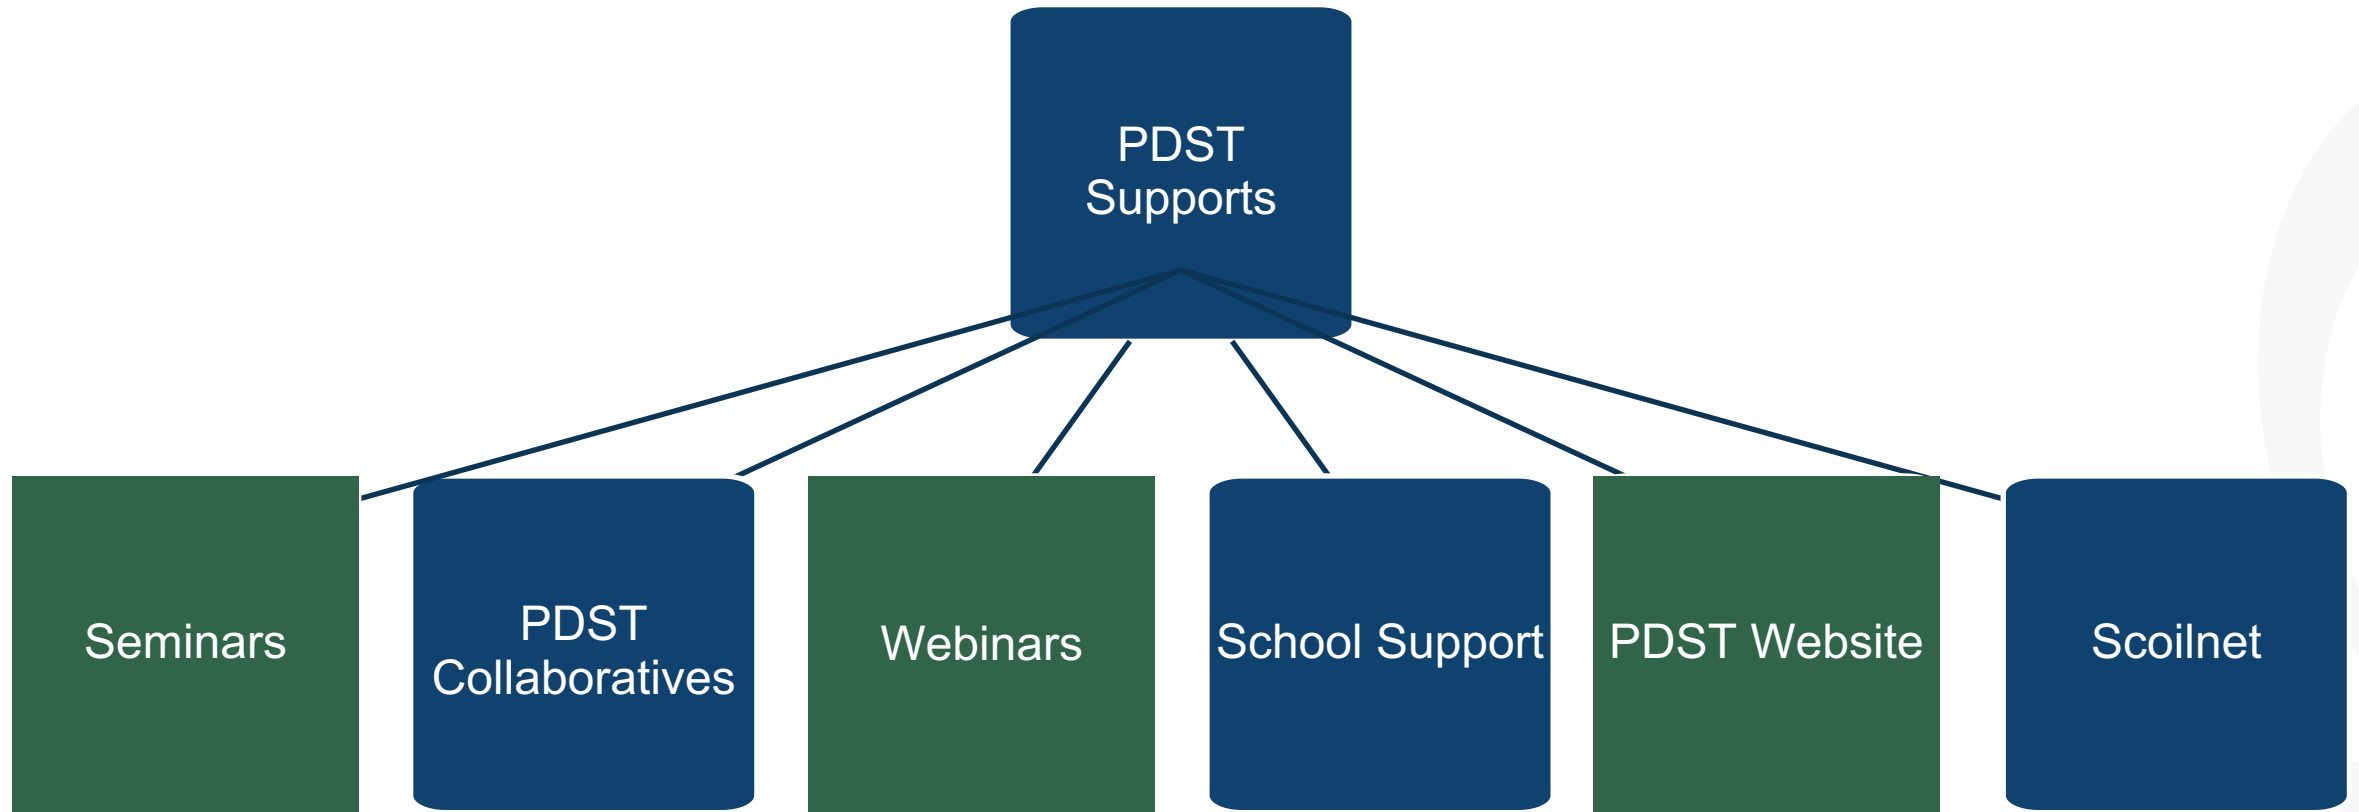 PDST
Supports
Seminars
PDST
Collaboratives
Webinars
School Support
PDST Website
Scoilnet